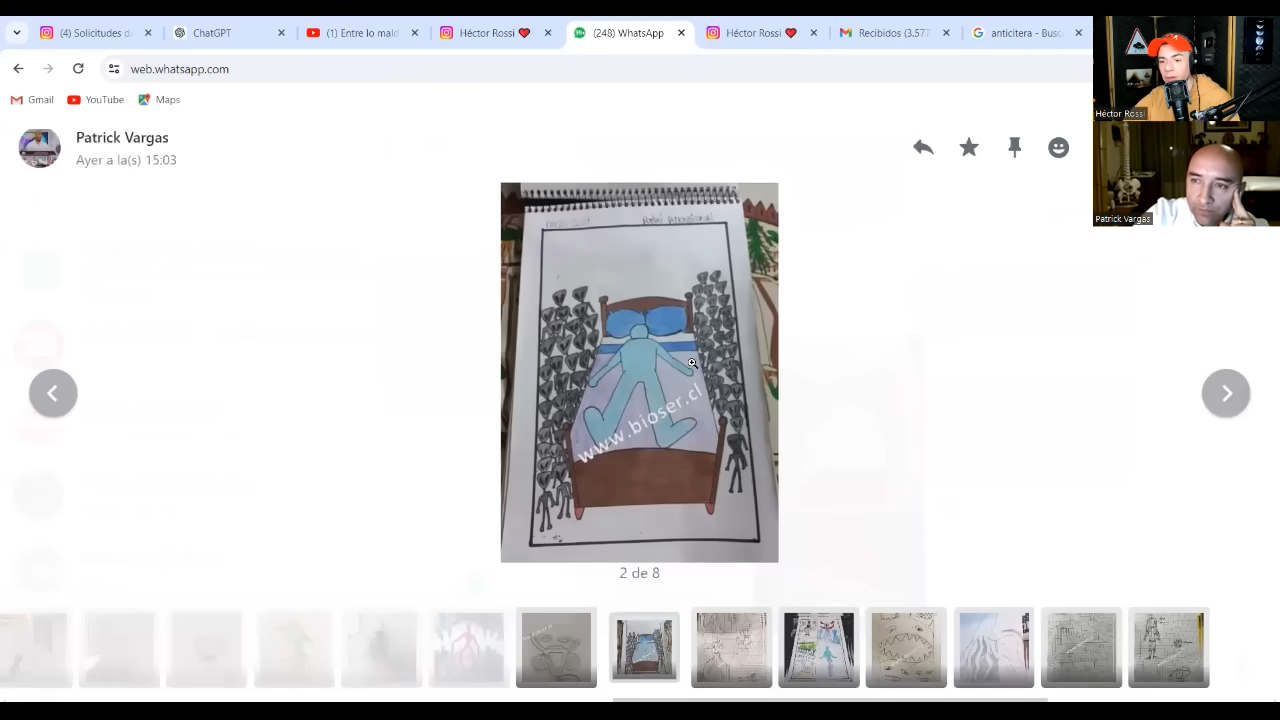 (4) Solicitudes d
ChatGPT
(1) Entre lo malo
Héctor Rossi
(248) WhatsApp
Héctor Rossi
Recibidos (3.577
anticitera - Busc
web.whatsapp.com
Gmail
YouTube
Maps
Héctor Rossi
Patrick Vargas
Patrick Vargas
Ayer a la(s) 15:03
www.bioser.cl
2 de 8